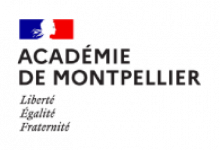 ACADÉMIE
DE MONTPELLIER
Liberté
Égalité
Fraternité